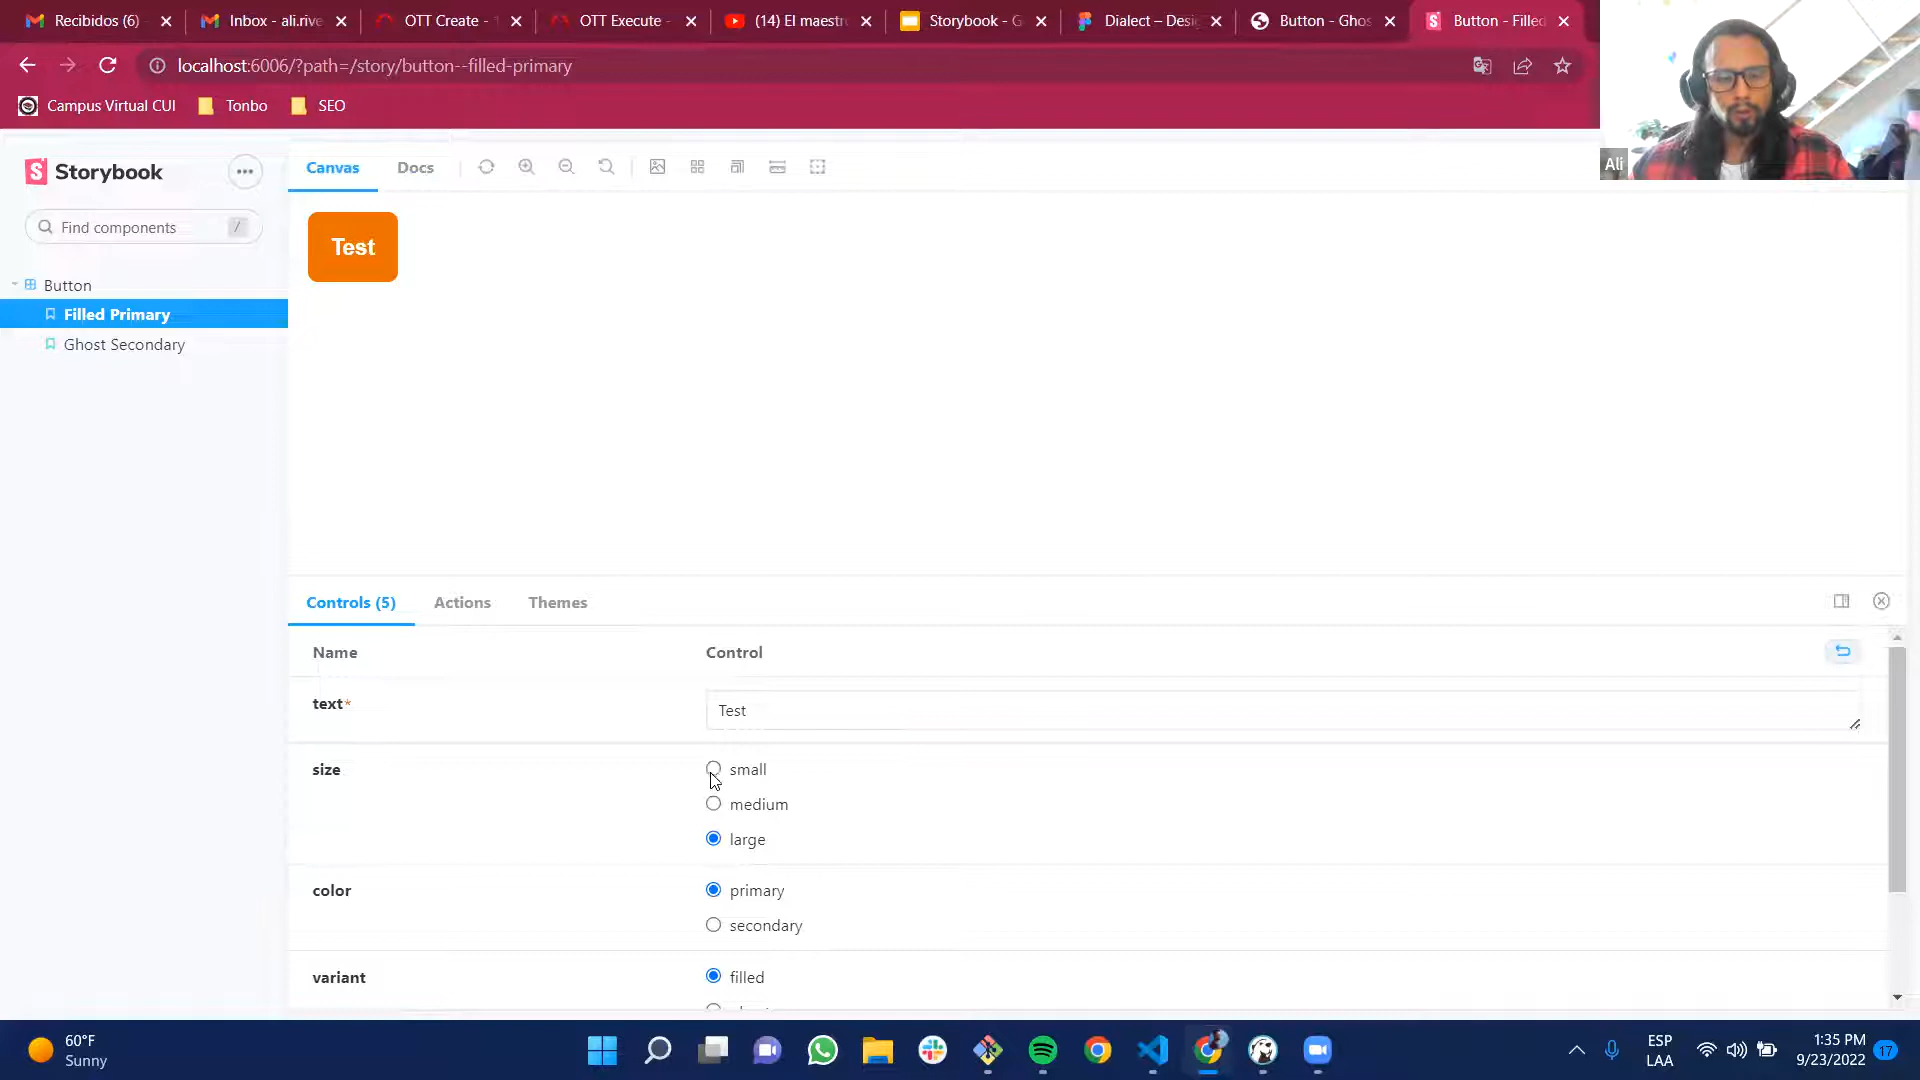 Recibidos (6)
Inbox - ali.rive
OTT Create -
OTT Execute -
(14) El maestr
Storybook - G
Dialect – Desi
Button - Ghos
Button - Filled
localhost:6006/?path=/story/button--filled-primary
Campus Virtual CUI
Tonbo
SEO
Ali
Storybook
Canvas
Docs
Find components
/
Test
Button
Filled Primary
Ghost Secondary
Controls (5)
Actions
Themes
Name
Control
text*
Test
size
small
medium
large
color
primary
secondary
variant
filled
60°F
Sunny
ESP
LAA
1:35 PM
9/23/2022
17